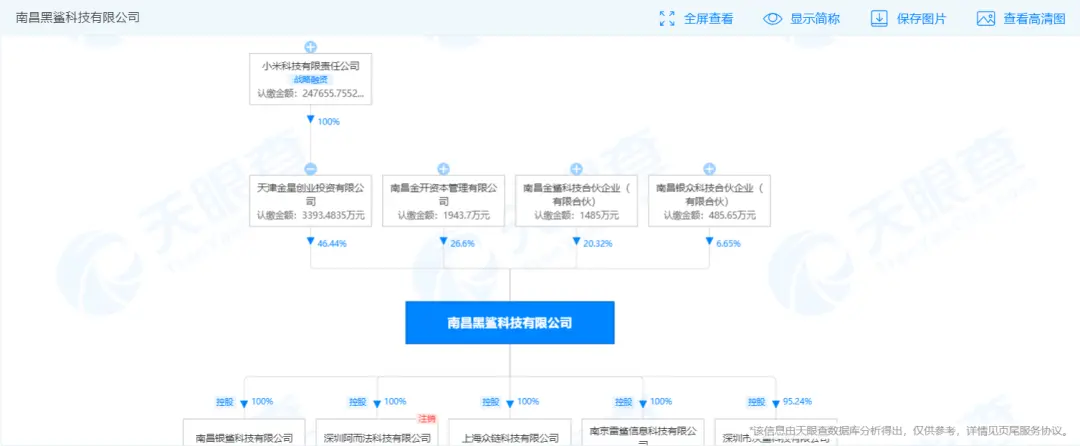 南昌黑鲨科技有限公司
全屏查看
显示简称
保存图片
查看高清图
小米科技有限责任公司
战略融资
认缴金额：247655.7552...
100%
天津金星创业投资有限公
司
认缴金额：3393.4835万元
南昌金开资本管理有限公
司
认缴金额：1943.7万元
南昌金鲨科技合伙企业（
有限合伙）
认缴金额：1485万元
南昌银众科技合伙企业（
有限合伙）
认缴金额：485.65万元
46.44%
26.6%
20.32%
6.65%
南昌黑鲨科技有限公司
控股
100%
控股
100%
控股
100%
控股
100%
控股
95.24%
南昌银鲨科技有限公司
注销
深圳阿而法科技有限公司
上海众链科技有限公司
南京雷鲨信息科技有限公
司
*该信息由天眼查数据库分析得出，仅供参考，详情见页尾服务协议。
天眼查
天眼查
天眼查